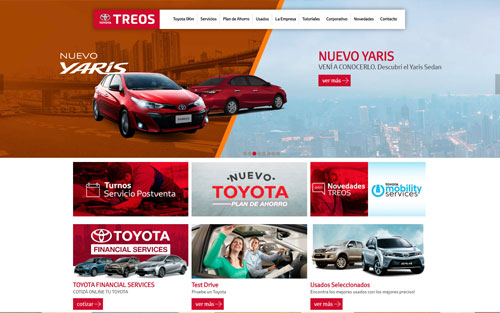 TOYOTA
TREOS
Toyota 0Km Servicios Plan de Ahorro Usados La Empresa Tutoriales Corporativo Novedades Contacto
NUEVO
YARIS
NUEVO YARIS
VENÍ A CONOCERLO. Descubrí el Yaris Sedan
ver más
Turnos
Servicio Postventa
NUEVO
TOYOTA
PLAN DE AHORRO
Novedades
TREOS
TOYOTA
mobility
services
TOYOTA
FINANCIAL SERVICES
TOYOTA FINANCIAL SERVICES
COTIZÁ ONLINE TU TOYOTA
cotizar
Test Drive
Pruebe un Toyota
ver más
Usados Seleccionados
Encontrá los mejores usados con los mejores precios!
ver más